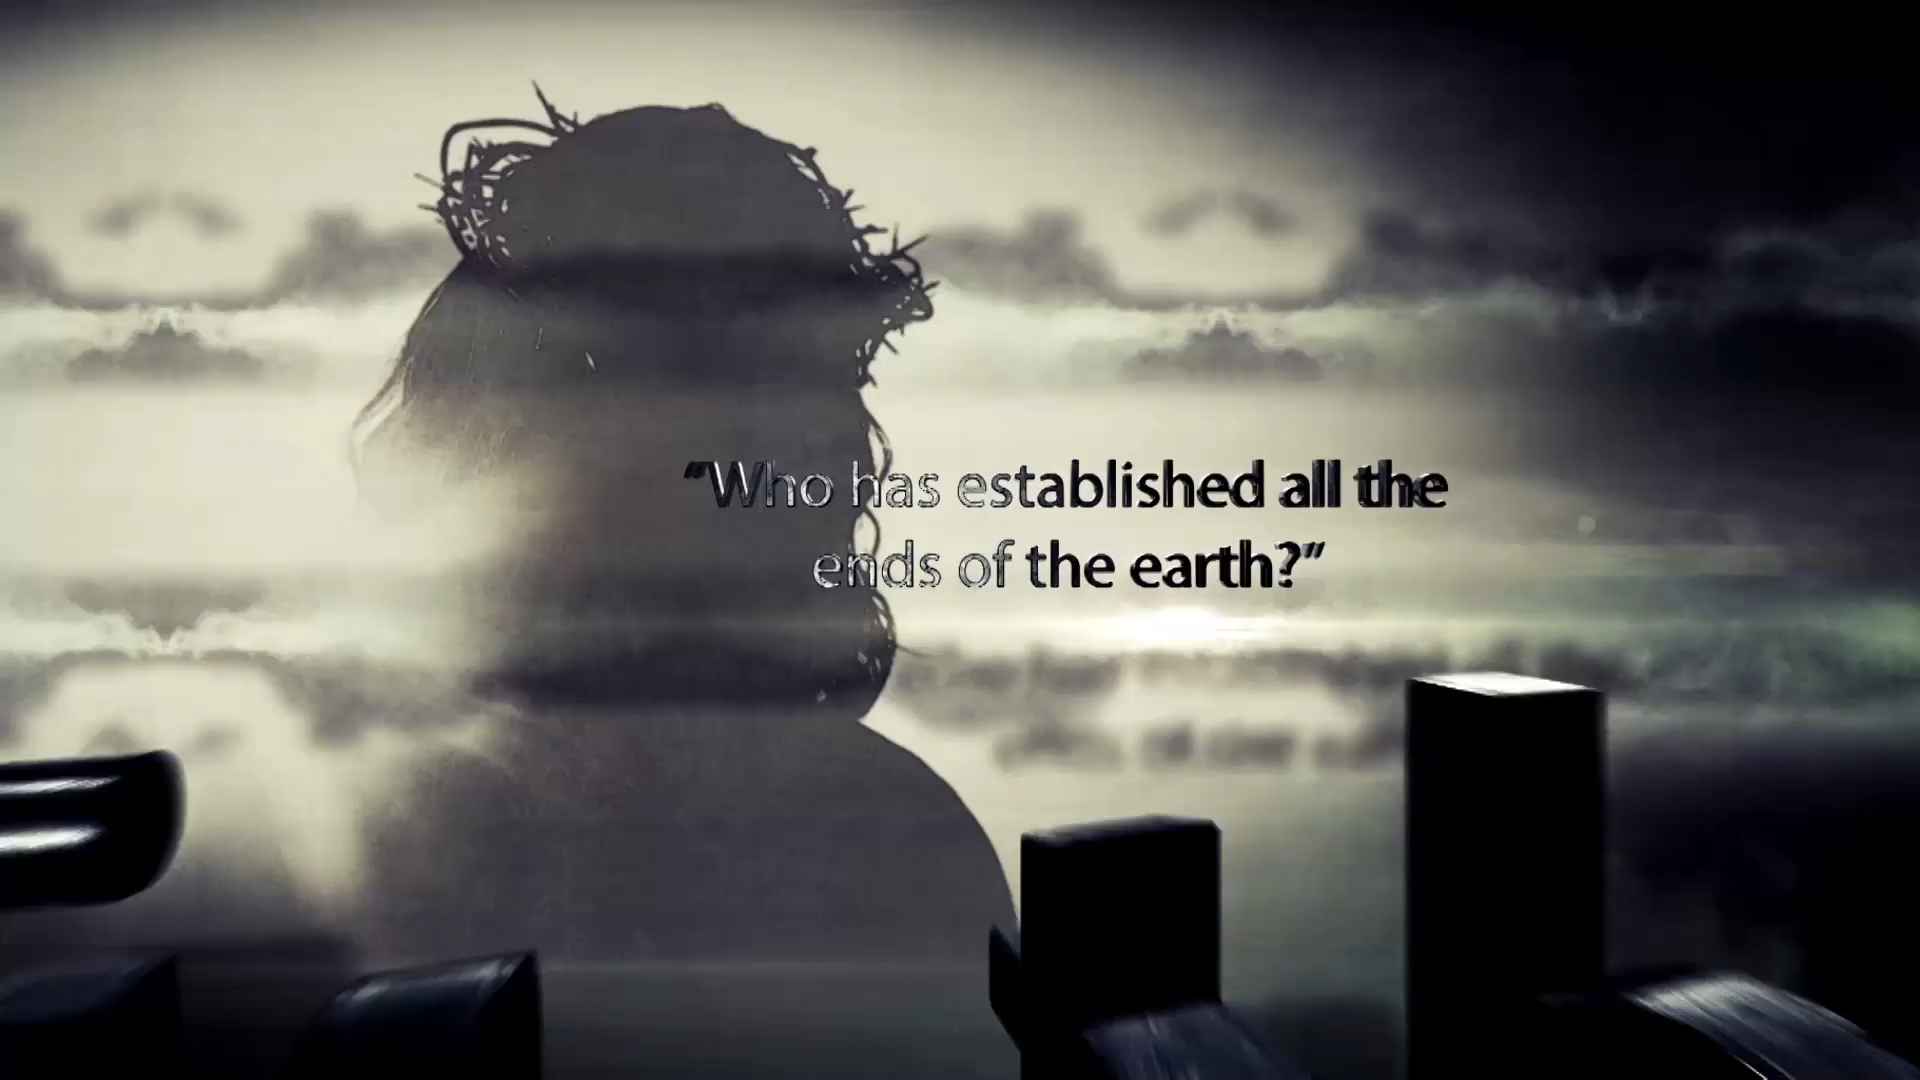 “Who has established all the
ends of the earth?”